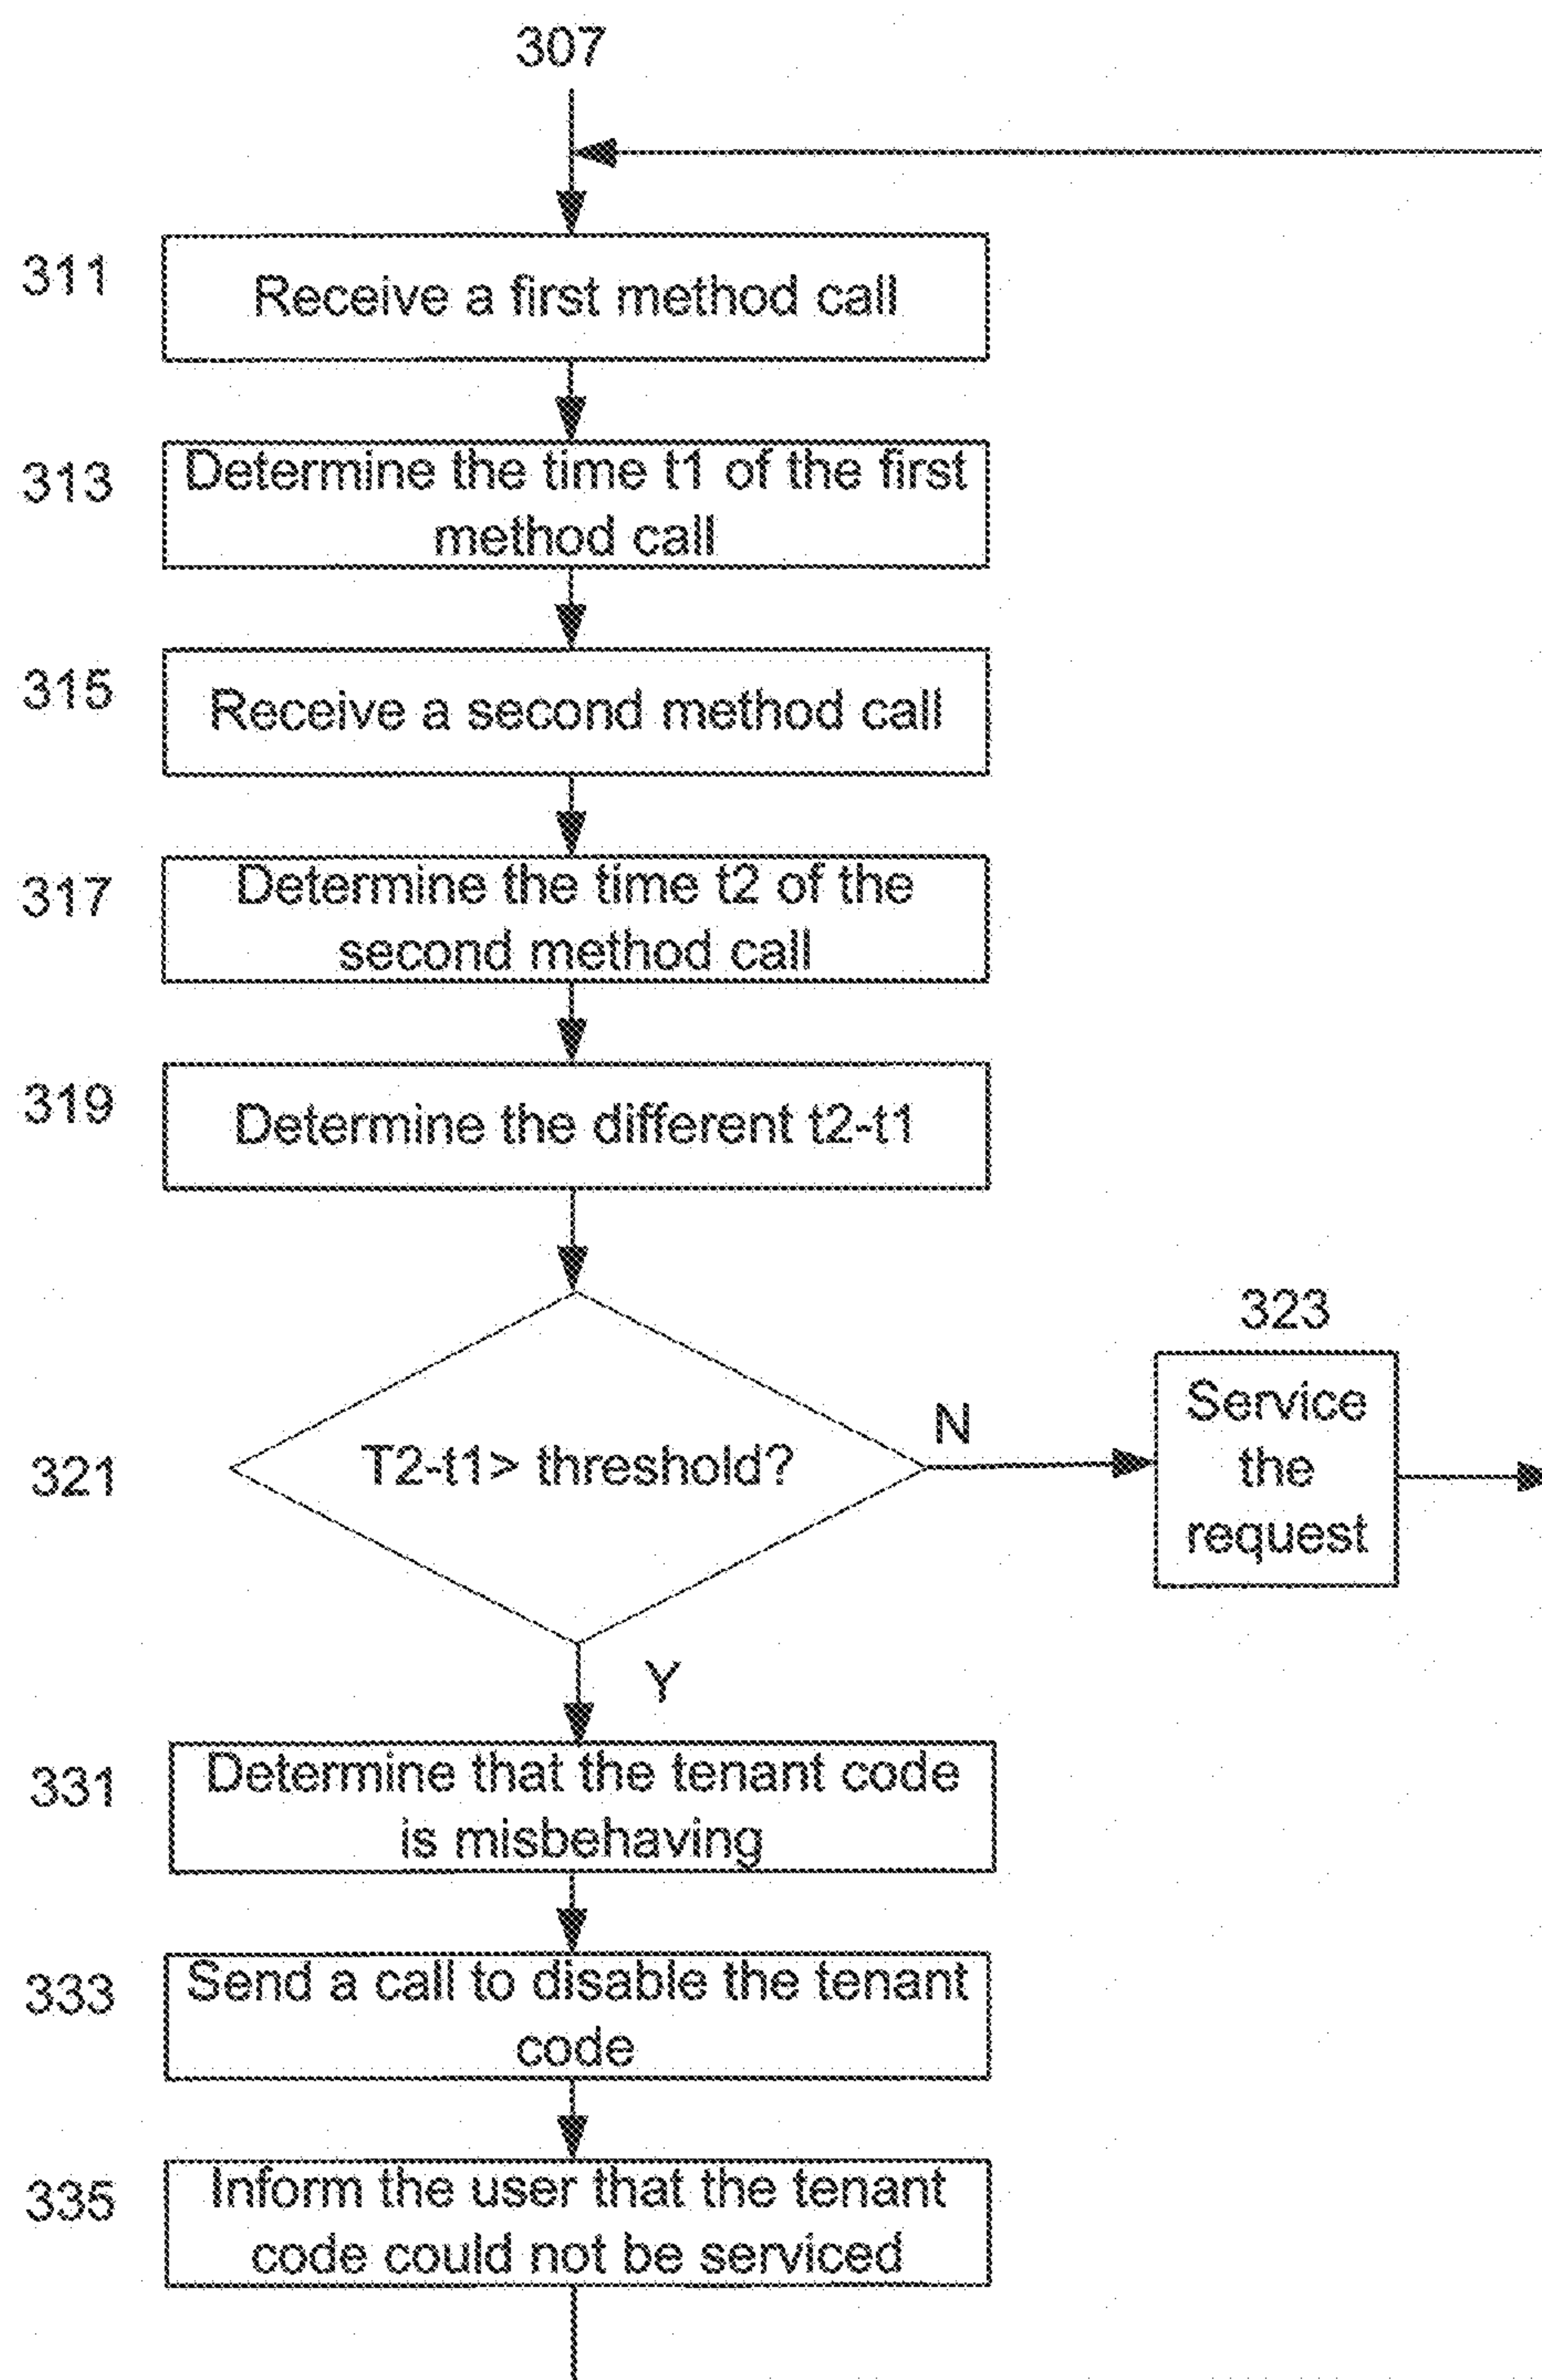 307
311
Receive a first method call
313
Determine the time t1 of the first
method call
315
Receive a second method call
317
Determine the time t2 of the
second method call
319
Determine the different t2-t1
323
Service
the
request
N
321
T2-t1> threshold?
Y
331
Determine that the tenant code
is misbehaving
333
Send a call to disable the tenant
code
335
Inform the user that the tenant
code could not be serviced